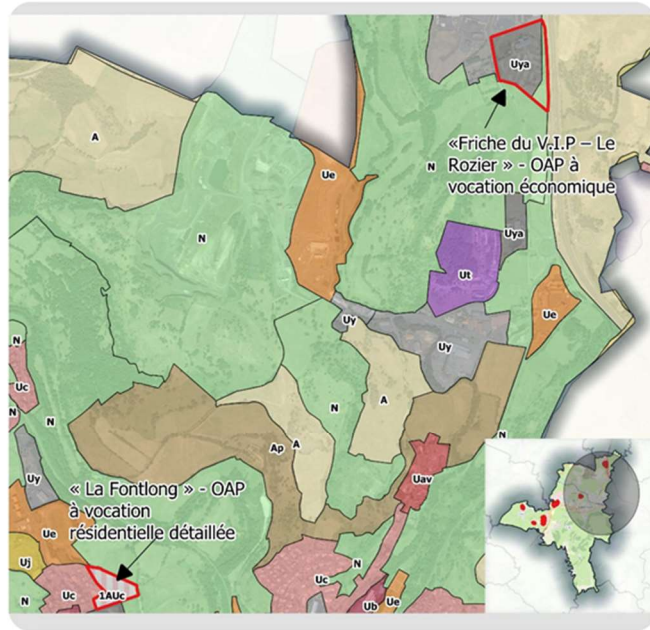 Uya
A
«Friche du V.I.P – Le
Rozier » - OAP à
vocation économique
N
Ue
N
Uya
Ut
Ue
Uy
Uy
N
Uc
N
N
N
A
N
Ap
A
Uy
Uav
« La Fontlong » - OAP
à vocation
résidentielle détaillée
Ue
Uj
Uc
N
Uc
1AUc
N
Ub
Ue